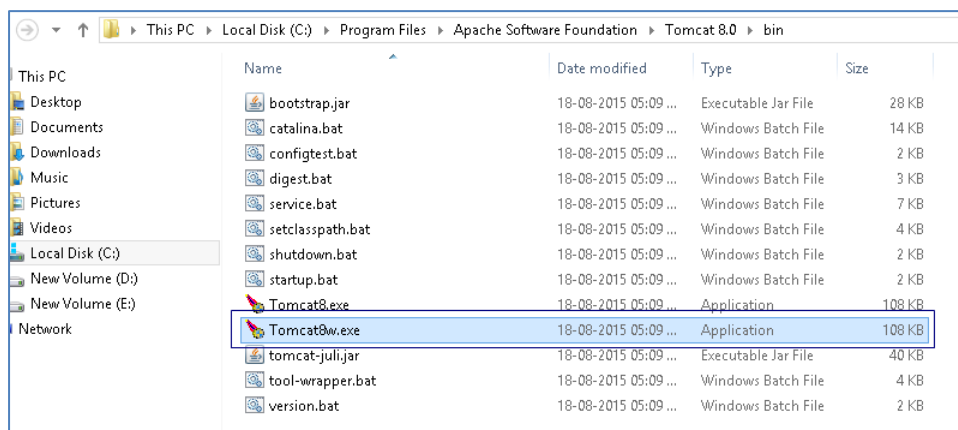 This PC Local Disk (C:) Program Files Apache Software Foundation Tomcat 8.0 bin
Name Date modified Type Size
This PC
Desktop
Documents
Downloads
Music
Pictures
Videos
Local Disk (C:)
New Volume (D:)
New Volume (E:)
Network
bootstrap.jar 18-08-2015 05:09 ... Executable Jar File 28 KB
catalina.bat 18-08-2015 05:09 ... Windows Batch File 14 KB
configtest.bat 18-08-2015 05:09 ... Windows Batch File 2 KB
digest.bat 18-08-2015 05:09 ... Windows Batch File 3 KB
service.bat 18-08-2015 05:09 ... Windows Batch File 7 KB
setclasspath.bat 18-08-2015 05:09 ... Windows Batch File 4 KB
shutdown.bat 18-08-2015 05:09 ... Windows Batch File 2 KB
startup.bat 18-08-2015 05:09 ... Windows Batch File 2 KB
Tomcat8.exe 18-08-2015 05:09 ... Application 108 KB
Tomcat8w.exe 18-08-2015 05:09 ... Application 108 KB
tomcat-juli.jar 18-08-2015 05:09 ... Executable Jar File 40 KB
tool-wrapper.bat 18-08-2015 05:09 ... Windows Batch File 4 KB
version.bat 18-08-2015 05:09 ... Windows Batch File 2 KB